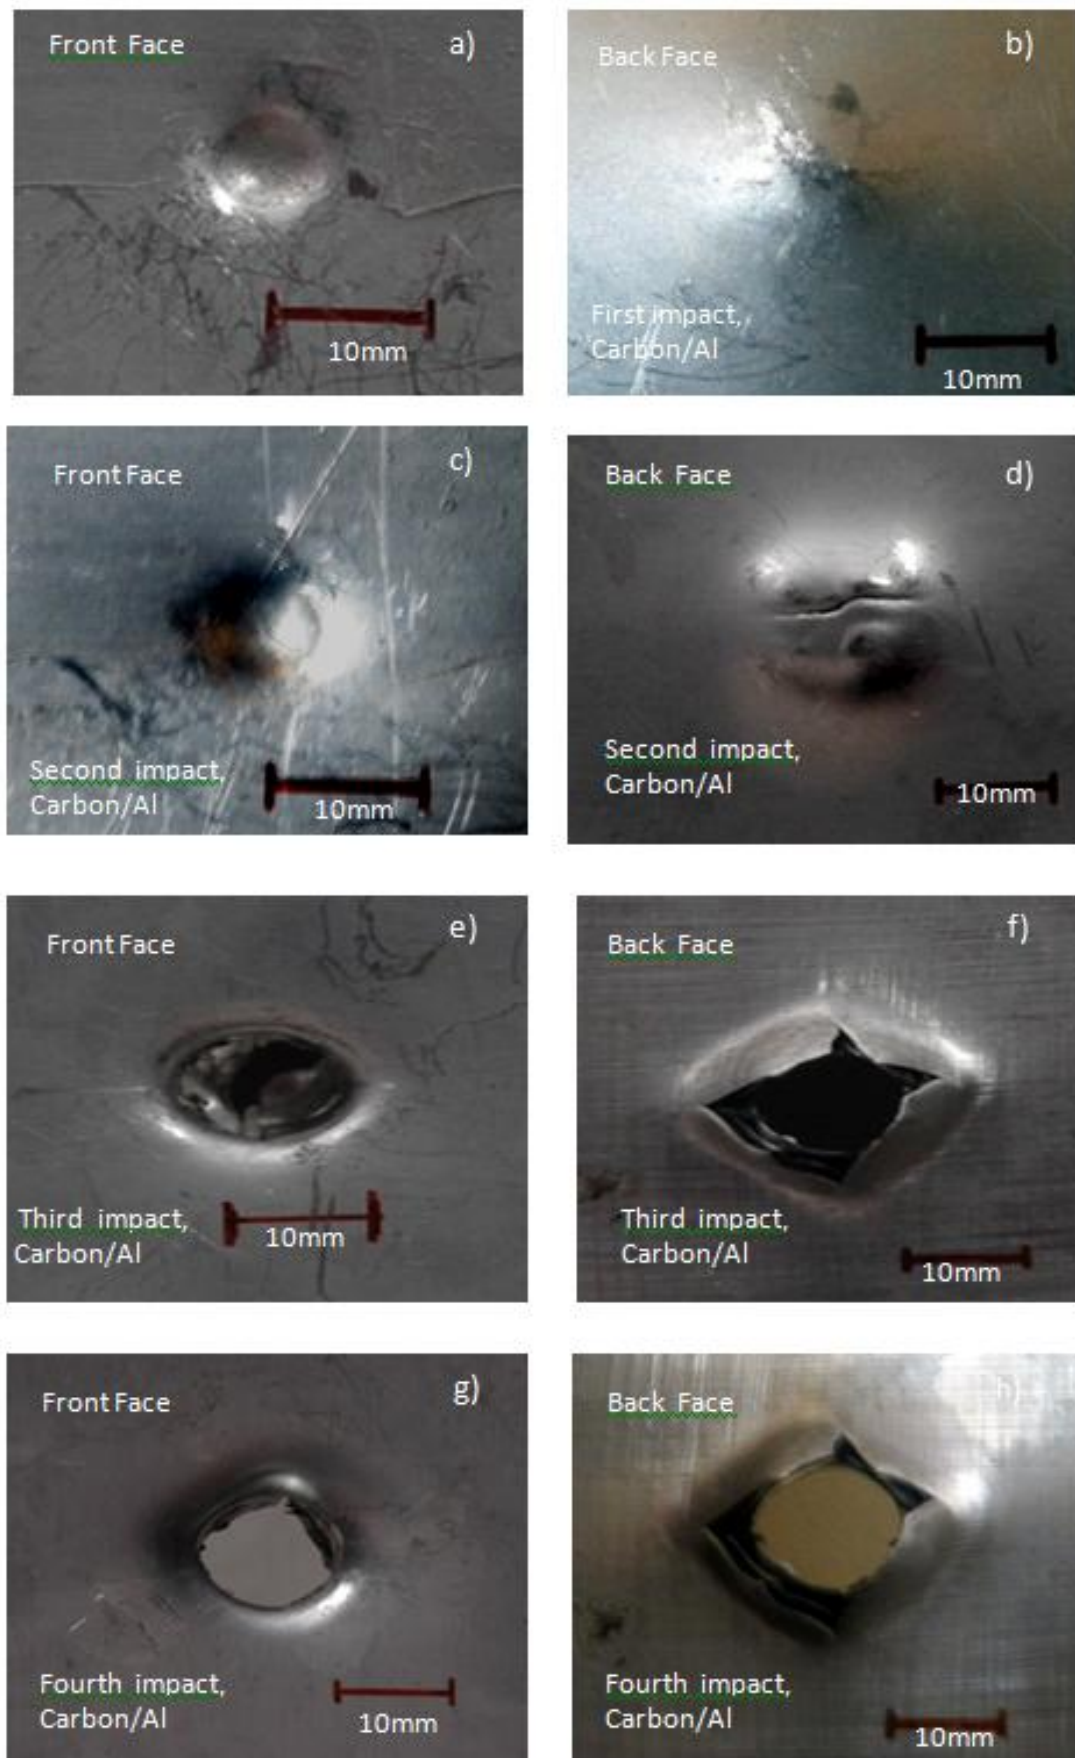 Front Face
a)
10mm
Back Face
b)
First impact,
Carbon/Al
10mm
Front Face
c)
Second impact,
Carbon/Al
10mm
Back Face
d)
Second impact,
Carbon/Al
10mm
Front Face
e)
Third impact,
Carbon/Al
10mm
Back Face
f)
Third impact,
Carbon/Al
10mm
Front Face
g)
Fourth impact,
Carbon/Al
10mm
Back Face
h)
Fourth impact,
Carbon/Al
10mm